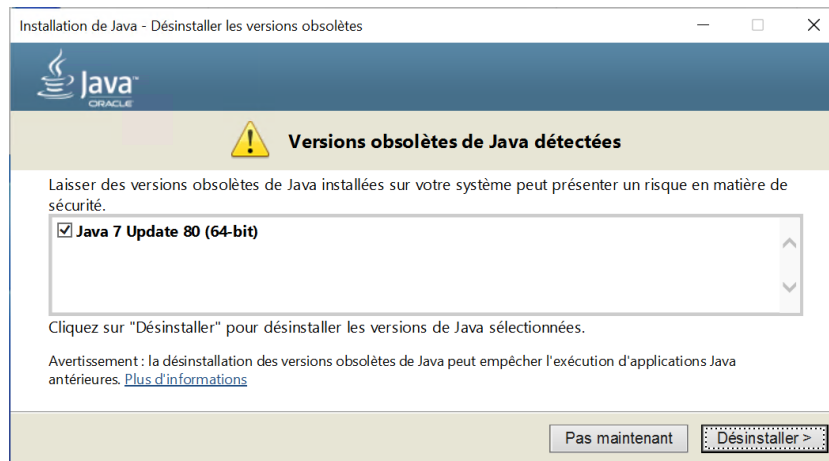 Installation de Java - Désinstaller les versions obsolètes
Java™
ORACLE
Versions obsolètes de Java détectées
Laisser des versions obsolètes de Java installées sur votre système peut présenter un risque en matière de
sécurité.
Java 7 Update 80 (64-bit)
Cliquez sur "Désinstaller" pour désinstaller les versions de Java sélectionnées.
Avertissement : la désinstallation des versions obsolètes de Java peut empêcher l'exécution d'applications Java
antérieures. Plus d'informations
Pas maintenant
Désinstaller >